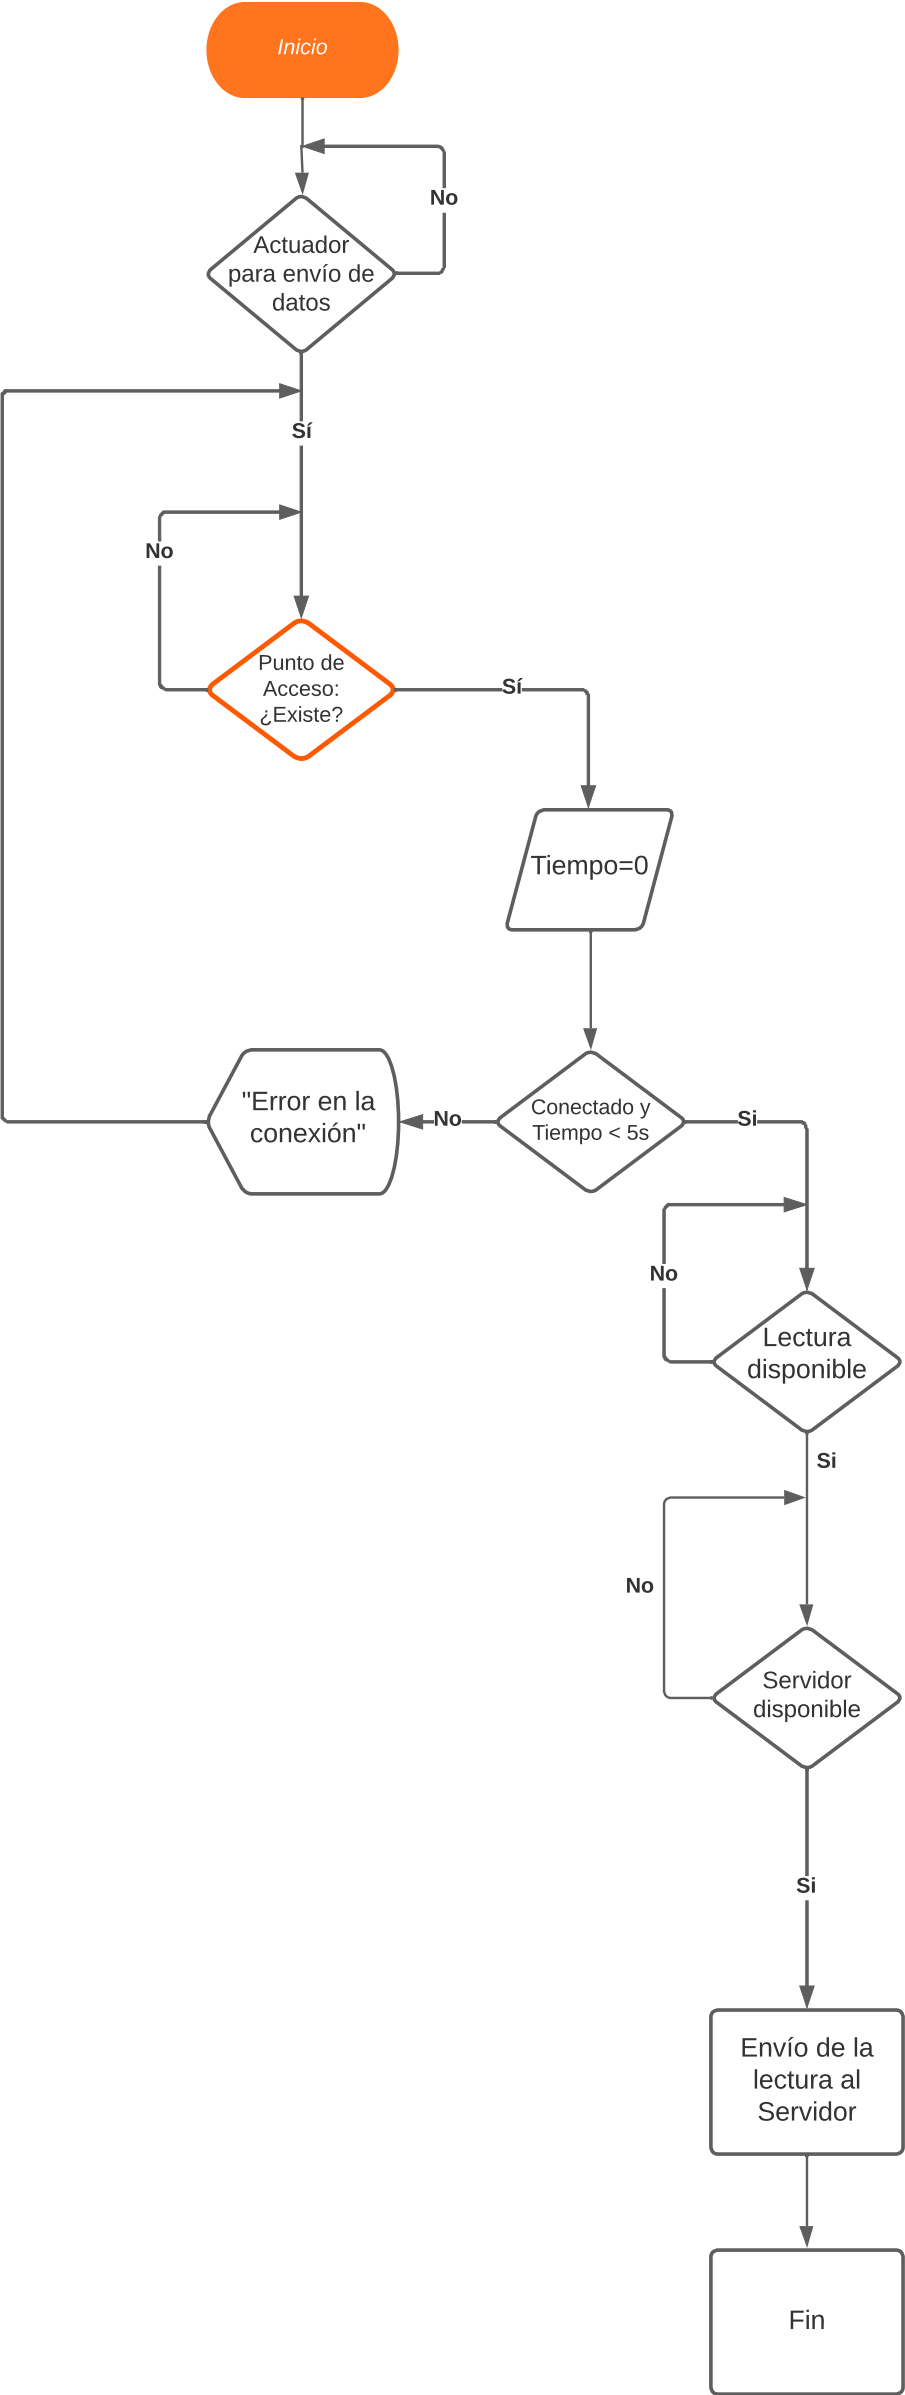 Inicio
No
Actuador
para envío de
datos
Sí
No
Punto de
Acceso:
¿Existe?
Sí
Tiempo=0
"Error en la
conexión"
No
Conectado y
Tiempo < 5s
Si
No
Lectura
disponible
Si
No
Servidor
disponible
Si
Envío de la
lectura al
Servidor
Fin